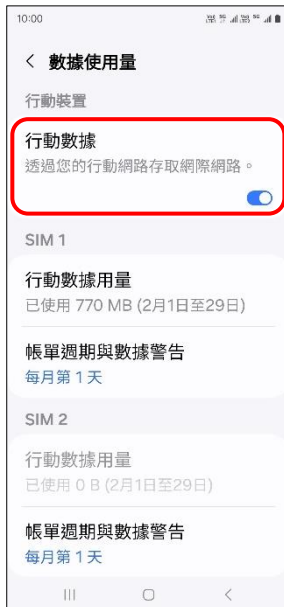 10:00
數據使用量
行動裝置
行動數據
透過您的行動網路存取網際網路。
SIM 1
行動數據用量
已使用 770 MB (2月1日至29日)
帳單週期與數據警告
每月第 1 天
SIM 2
行動數據用量
已使用 0 B (2月1日至29日)
帳單週期與數據警告
每月第 1 天